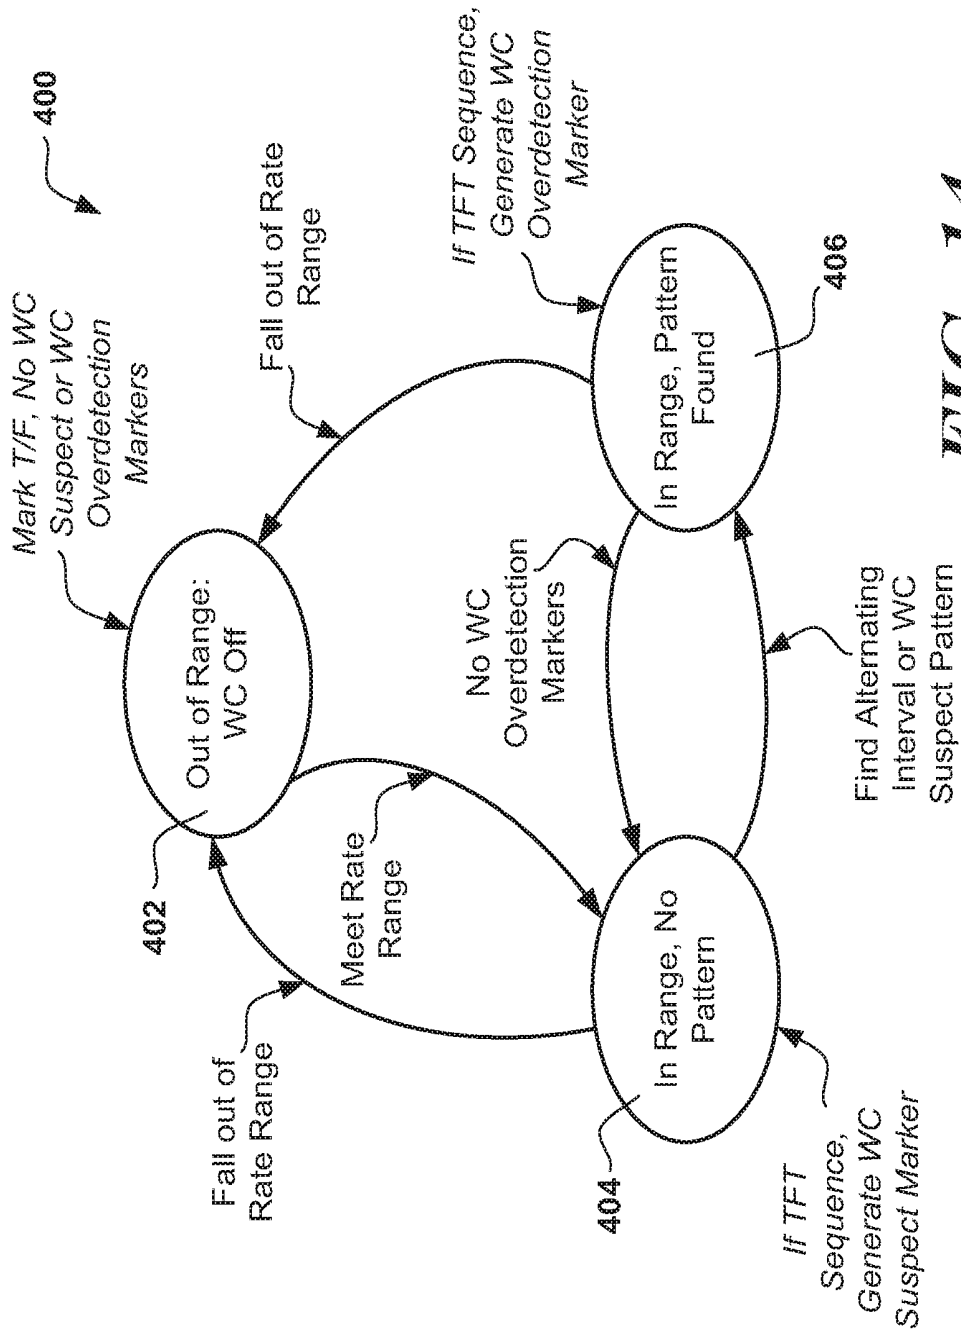 400
Mark T/F, No WC
Suspect or WC
Overdetection
Markers
Out of Range:
WC Off
402
Fall out of Rate
Range
Fall out of
Rate Range
Meet Rate
Range
If TFT Sequence,
Generate WC
Overdetection
Marker
No WC
Overdetection
Markers
In Range, No
Pattern
404
In Range, Pattern
Found
406
If TFT
Sequence,
Generate WC
Suspect Marker
Find Alternating
Interval or WC
Suspect Pattern